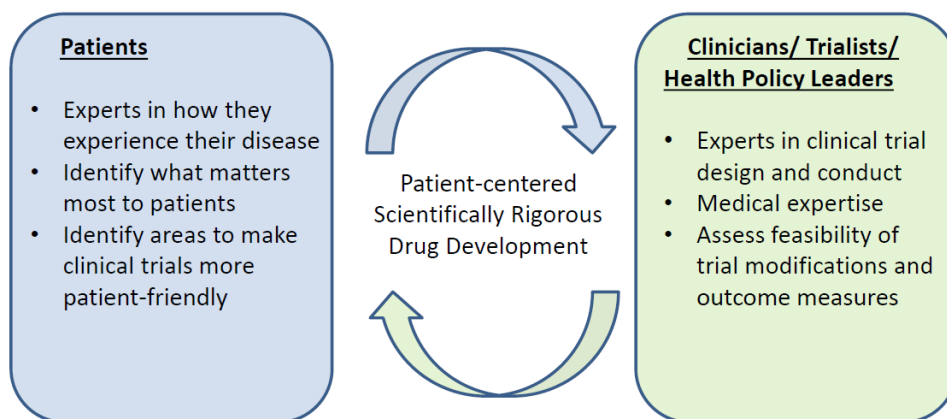 Patients
• Experts in how they
experience their disease
• Identify what matters
most to patients
• Identify areas to make
clinical trials more
patient-friendly
Patient-centered
Scientifically Rigorous
Drug Development
Clinicians/ Trialists/
Health Policy Leaders
• Experts in clinical trial
design and conduct
• Medical expertise
• Assess feasibility of
trial modifications and
outcome measures